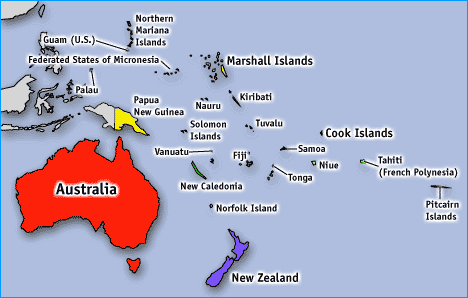 Northern
Mariana
Islands
Guam (U.S.)
Federated States of Micronesia
Marshall Islands
Palau
Papua
New Guinea
Nauru
Kiribati
Solomon
Islands
Tuvalu
Cook Islands
Vanuatu
Fiji
Samoa
Niue
Tahiti
(French Polynesia)
Tonga
Australia
New Caledonia
Pitcairn
Islands
Norfolk Island
New Zealand